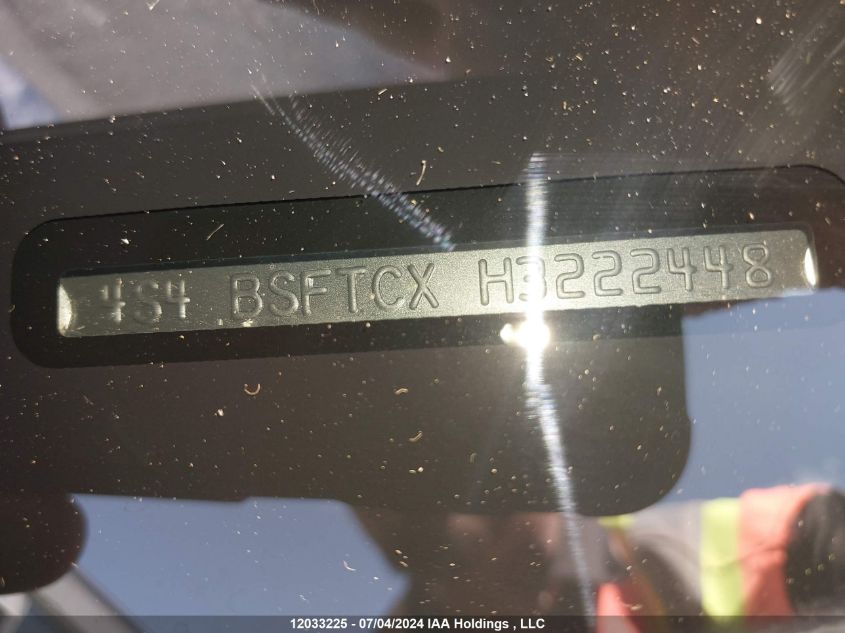 4S4 BSFTCX H3222448
12033225 - 07/04/2024 IAA Holdings , LLC